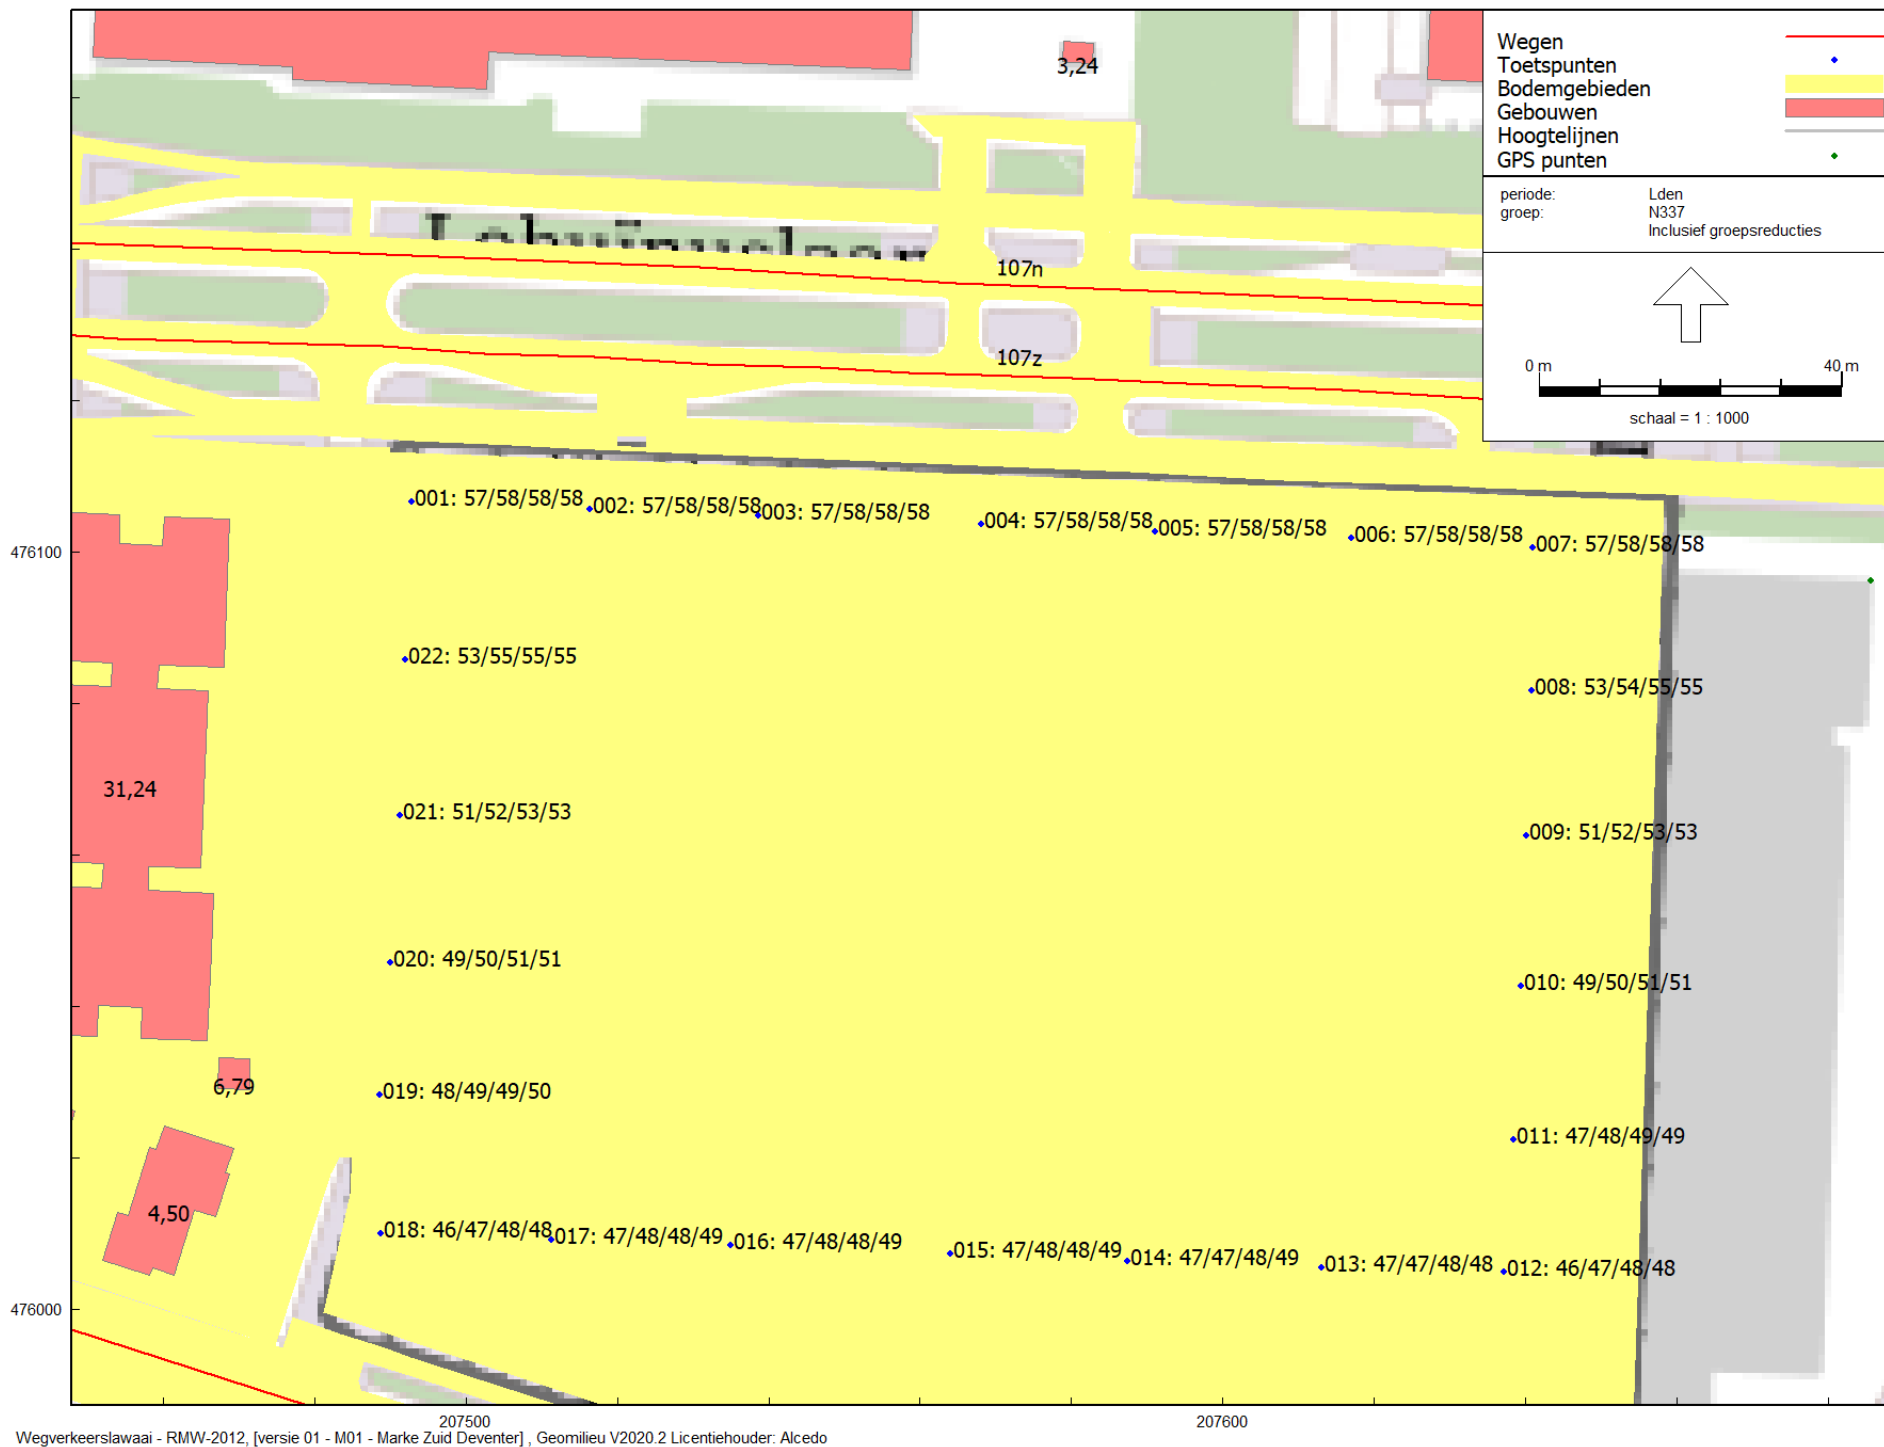 3,24
Wegen
Toetspunten
Bodemgebieden
Gebouwen
Hoogtelijnen
GPS punten
periode: Lden
groep: N337
Inclusief groepsreducties
0 m 40 m
schaal = 1 : 1000
107n
107z
001: 57/58/58/58
002: 57/58/58/58
003: 57/58/58/58
004: 57/58/58/58
005: 57/58/58/58
006: 57/58/58/58
007: 57/58/58/58
476100
022: 53/55/55/55
008: 53/54/55/55
31,24
021: 51/52/53/53
009: 51/52/53/53
020: 49/50/51/51
010: 49/50/51/51
6,79
019: 48/49/49/50
011: 47/48/49/49
4,50
018: 46/47/48/48
017: 47/48/48/49
016: 47/48/48/49
015: 47/48/48/49
014: 47/47/48/49
013: 47/47/48/48
012: 46/47/48/48
476000
207500
207600
Wegverkeerslawaai - RMW-2012, [versie 01 - M01 - Marke Zuid Deventer] , Geomilieu V2020.2 Licentiehouder: Alcedo